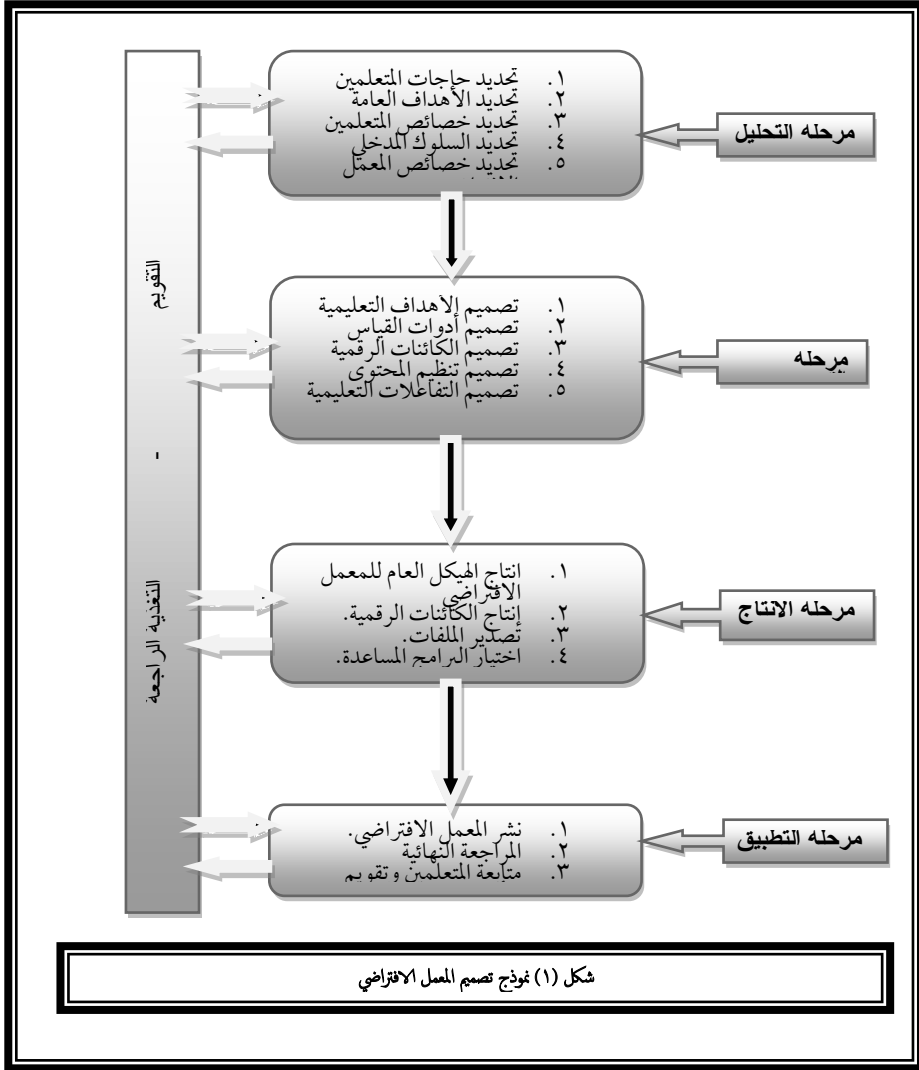 مرحله التحليل
١. تحديد حاجات المتعلمين
٢. تحديد الأهداف العامة
٣. تحديد خصائص المتعلمين
٤. تحديد السلوك المدخلي
٥. تحديد خصائص المعمل
مرحله
١. تصميم الأهداف التعليمية
٢. تصميم أدوات القياس
٣. تصميم الكائنات الرقمية
٤. تصميم تنظيم المحتوى
٥. تصميم التفاعلات التعليمية
مرحله الانتاج
١. انتاج الهيكل العام للمعمل
الافتراضي
٢. إنتاج الكائنات الرقمية.
٣. تصدير الملفات.
٤. اختيار البرامج المساعدة.
مرحله التطبيق
١. نشر المعمل الافتراضي.
٢. المراجعة النهائية
٣. متابعة المتعلمين وتقويم
التقويم - التغذية الراجعة
شكل (١) نموذج تصميم المعمل الافتراضي